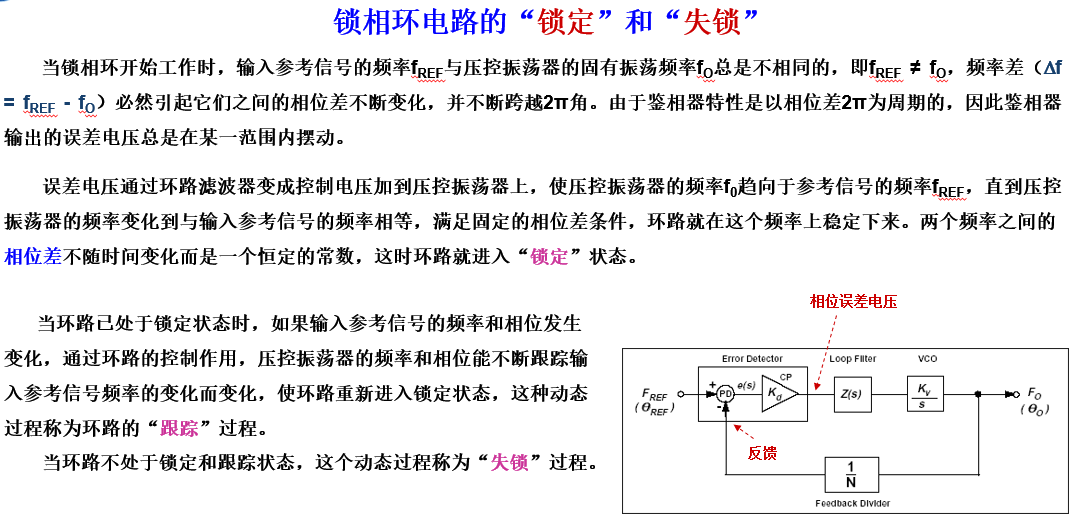 锁相环电路的“锁定”和“失锁”
当锁相环开始工作时，输入参考信号的频率fREF与压控振荡器的固有振荡频率fO总是不相同的，即fREF ≠ fO，频率差（Δf
= fREF - fO）必然引起它们之间的相位差不断变化，并不断跨越2π角。由于鉴相器特性是以相位差2π为周期的，因此鉴相器
输出的误差电压总是在某一范围内摆动。
误差电压通过环路滤波器变成控制电压加到压控振荡器上，使压控振荡器的频率f0趋向于参考信号的频率fREF，直到压控
振荡器的频率变化到与输入参考信号的频率相等，满足固定的相位差条件，环路就在这个频率上稳定下来。两个频率之间的
相位差不随时间变化而是一个恒定的常数，这时环路就进入“锁定”状态。
当环路已处于锁定状态时，如果输入参考信号的频率和相位发生
变化，通过环路的控制作用，压控振荡器的频率和相位能不断跟踪输
入参考信号频率的变化而变化，使环路重新进入锁定状态，这种动态
过程称为环路的“跟踪”过程。
当环路不处于锁定和跟踪状态，这个动态过程称为“失锁”过程。
相位误差电压
Error Detector
Loop Filter
VCO
FREF
(ΘREF)
+
PD
-
e(s)
CP
Kd
Z(s)
Kv
s
FO
(ΘO)
反馈
1
N
Feedback Divider